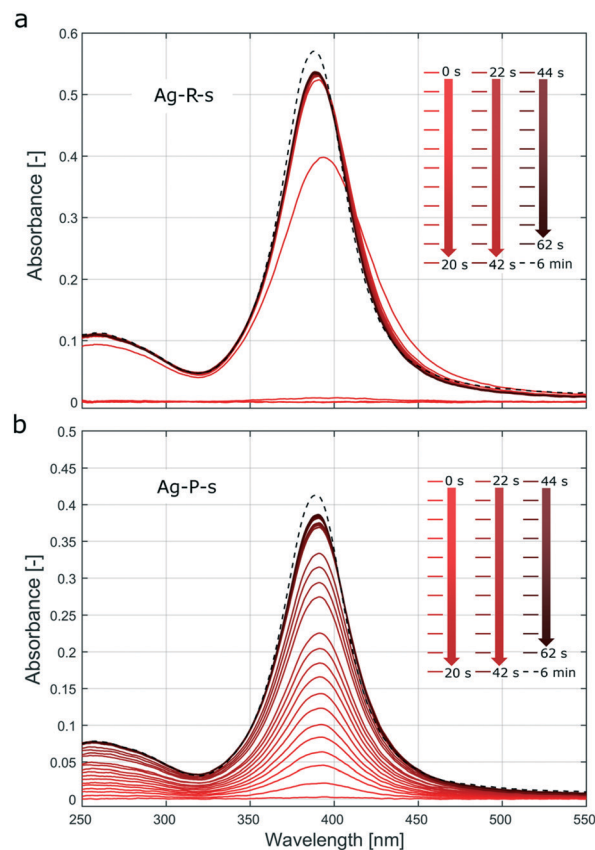 a
0.6
0.5
0.4
0.3
0.2
0.1
0
Absorbance [-]
Ag-R-s
0 s 22 s 44 s
62 s
20 s 42 s 6 min
b
0.5
0.45
0.4
0.35
0.3
0.25
0.2
0.15
0.1
0.05
0
Absorbance [-]
Ag-P-s
0 s 22 s 44 s
62 s
20 s 42 s 6 min
250 300 350 400 450 500 550
Wavelength [nm]